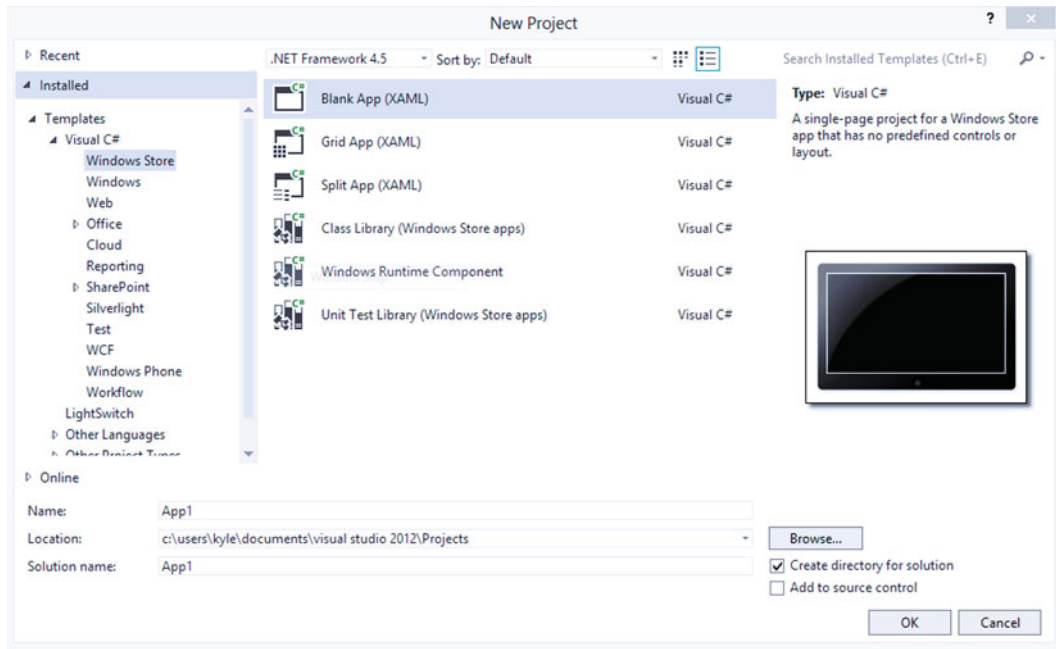 New Project
?
Recent
.NET Framework 4.5
Sort by: Default
Search Installed Templates (Ctrl+E)
Installed
Templates
Visual C#
Windows Store
Windows
Web
Office
Cloud
Reporting
SharePoint
Silverlight
Test
WCF
Windows Phone
Workflow
LightSwitch
Other Languages
Other Project Types
Online
Blank App (XAML) Visual C#
Grid App (XAML) Visual C#
Split App (XAML) Visual C#
Class Library (Windows Store apps) Visual C#
Windows Runtime Component Visual C#
Unit Test Library (Windows Store apps) Visual C#
Type: Visual C#
A single-page project for a Windows Store
app that has no predefined controls or
layout.
Name: App1
Location: c:\users\kyle\documents\visual studio 2012\Projects
Browse...
Solution name: App1
Create directory for solution
Add to source control
OK
Cancel